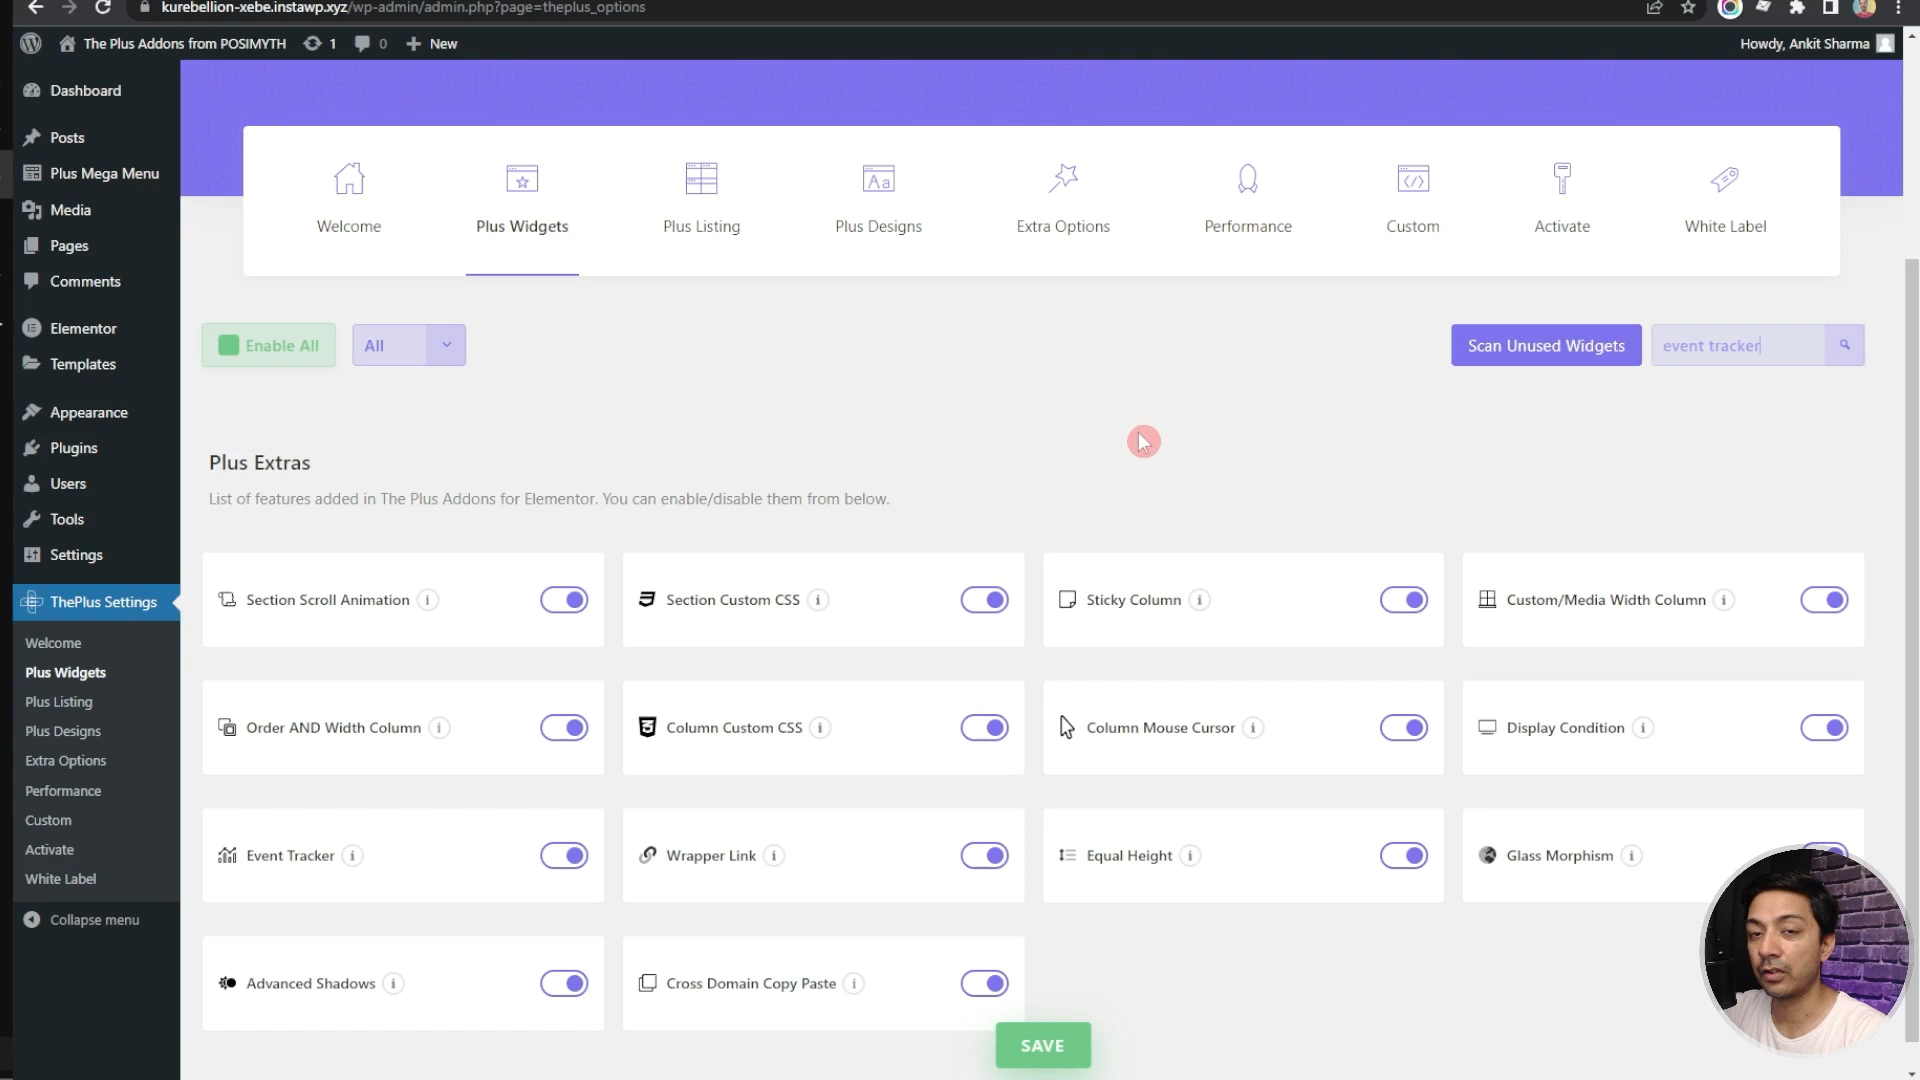 kurebellion-xebe.instawp.xyz/wp-admin/admin.php?page=theplus_options
The Plus Addons from POSIMYTH 1 0 New Howdy, Ankit Sharma
Dashboard
Posts
Plus Mega Menu
Media
Pages
Comments
Elementor
Templates
Appearance
Plugins
Users
Tools
Settings
ThePlus Settings
Welcome
Plus Widgets
Plus Listing
Plus Designs
Extra Options
Performance
Custom
Activate
White Label
Collapse menu
Welcome Plus Widgets Plus Listing Plus Designs Extra Options Performance Custom Activate White Label
Enable All All Scan Unused Widgets event tracker
Plus Extras
List of features added in The Plus Addons for Elementor. You can enable/disable them from below.
Section Scroll Animation i Section Custom CSS i Sticky Column i Custom/Media Width Column i
Order AND Width Column i Column Custom CSS i Column Mouse Cursor i Display Condition i
Event Tracker i Wrapper Link i Equal Height i Glass Morphism i
Advanced Shadows i Cross Domain Copy Paste i
SAVE